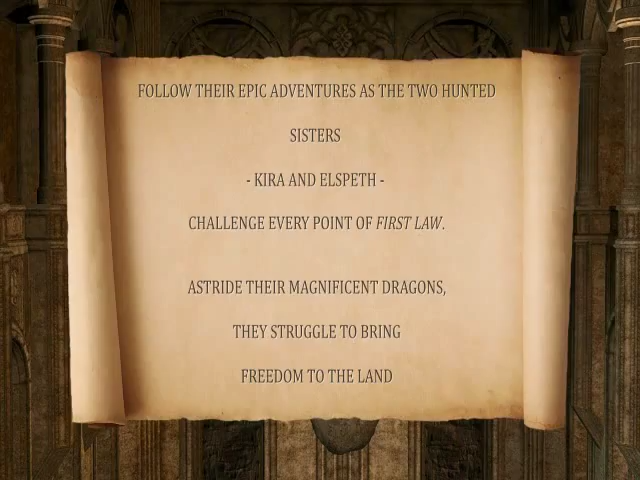 FOLLOW THEIR EPIC ADVENTURES AS THE TWO HUNTED
SISTERS
- KIRA AND ELSPETH -
CHALLENGE EVERY POINT OF FIRST LAW.
ASTRIDE THEIR MAGNIFICENT DRAGONS,
THEY STRUGGLE TO BRING
FREEDOM TO THE LAND